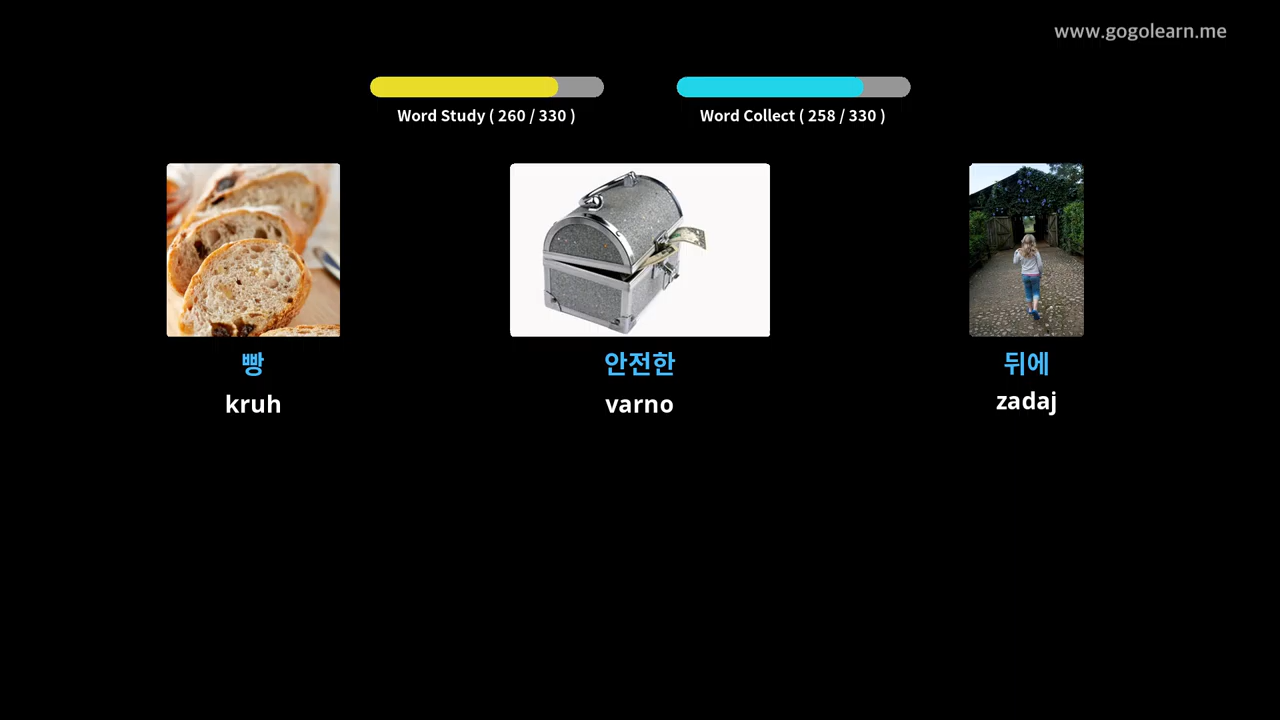 www.gogolearn.me
Word Study ( 260 / 330 )
Word Collect ( 258 / 330 )
빵
안전한
뒤에
kruh
varno
zadaj